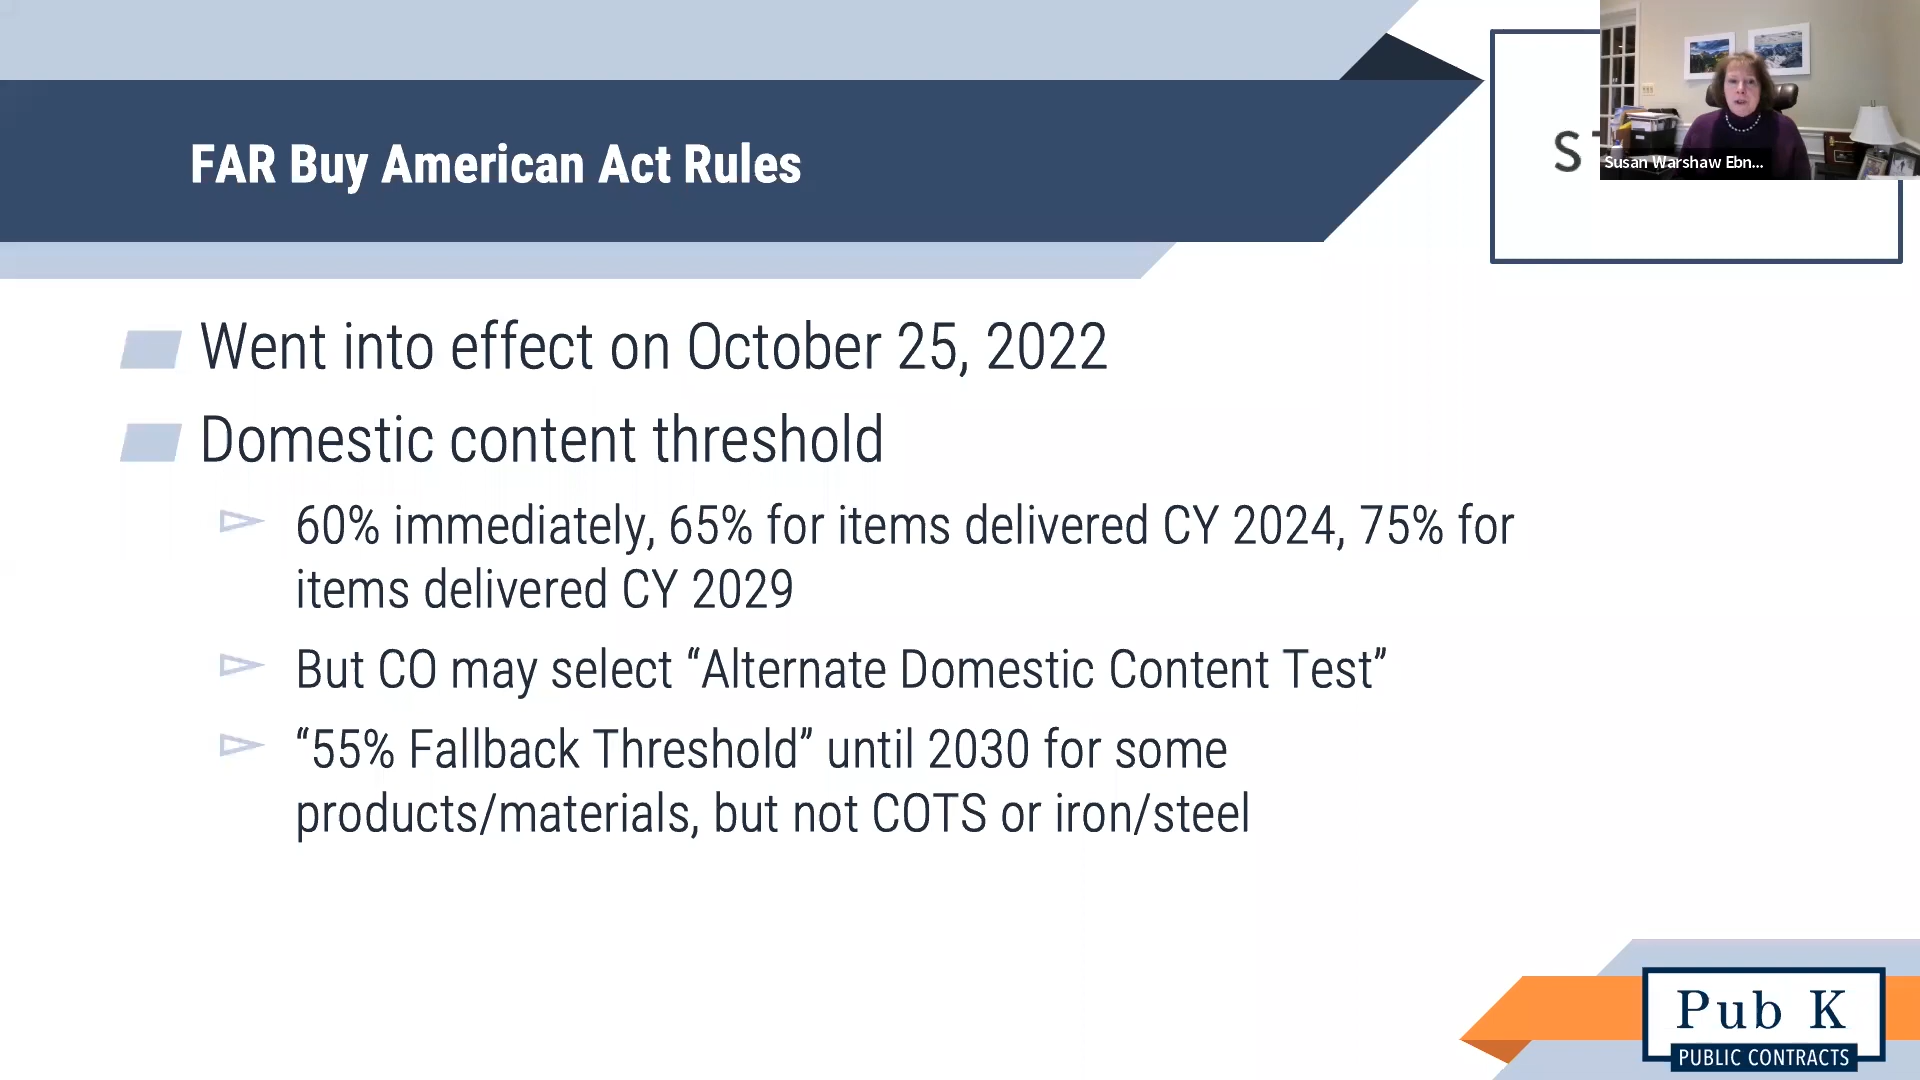 FAR Buy American Act Rules
S
Susan Warshaw Ebn...
Went into effect on October 25, 2022
Domestic content threshold
60% immediately, 65% for items delivered CY 2024, 75% for
items delivered CY 2029
But CO may select “Alternate Domestic Content Test”
“55% Fallback Threshold” until 2030 for some
products/materials, but not COTS or iron/steel
Pub K
PUBLIC CONTRACTS